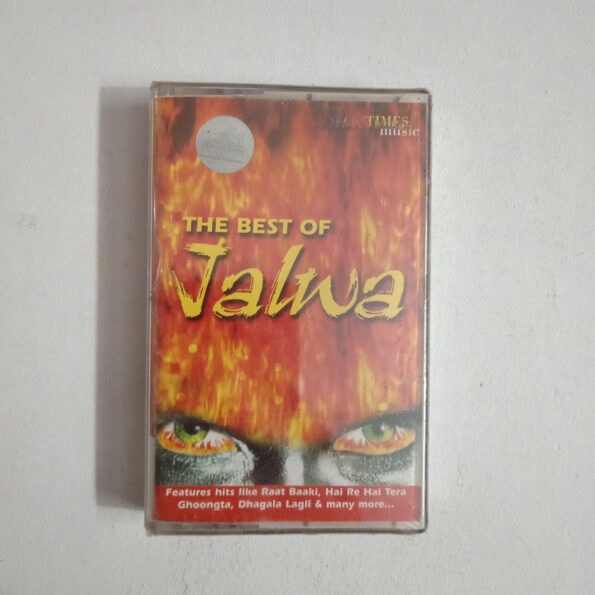 TIMES
music
THE BEST OF
Jalwa
Features hits like Raat Baaki, Hai Re Hai Tera
Ghoongta, Dhagala Lagli & many more...